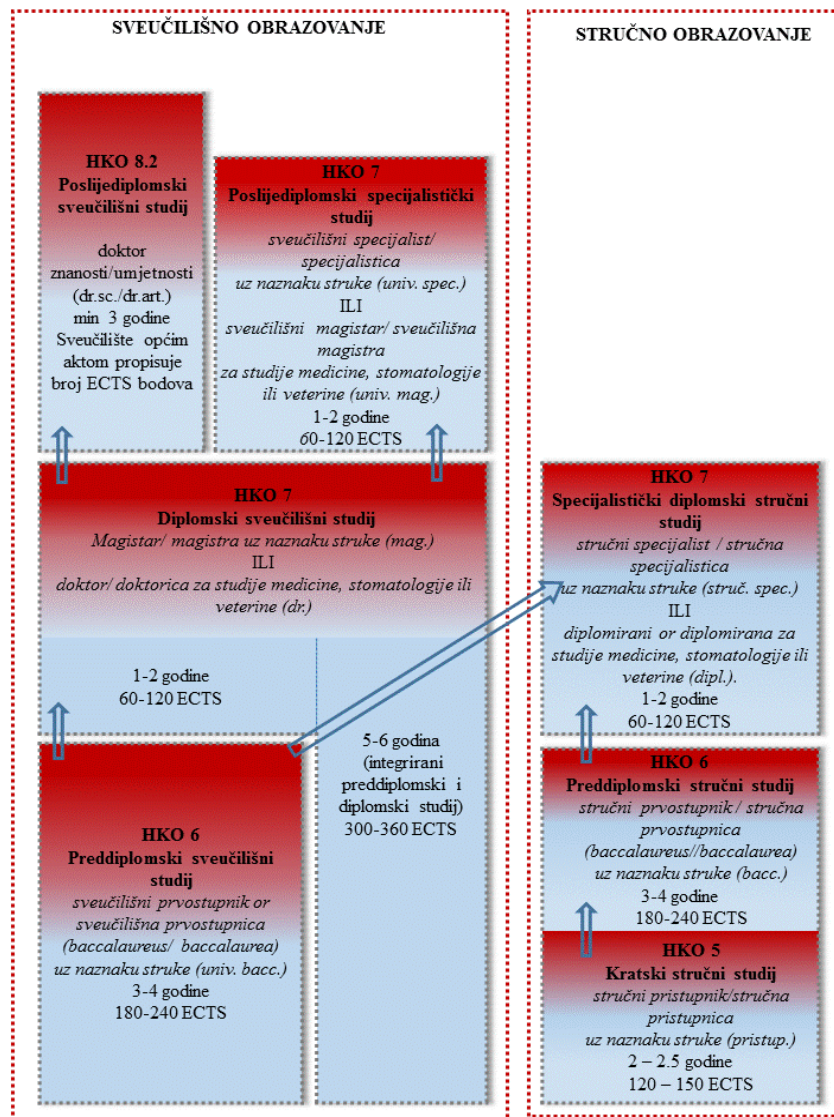 SVEUČILIŠNO OBRAZOVANJE
HKO 8.2
Poslijediplomski
sveučilišni studij
doktor
znanosti/umjetnosti
(dr.sc./dr.art.)
min 3 godine
Sveučilište općim
aktom propisuje
broj ECTS bodova
HKO 7
Poslijediplomski specijalistički
studij
sveučilišni specijalist/
specijalistica
uz naznaku struke (univ. spec.)
ILI
sveučilišni magistar/ sveučilišna
magistra
za studije medicine, stomatologije
ili veterine (univ. mag.)
1-2 godine
60-120 ECTS
HKO 7
Diplomski sveučilišni studij
Magistar/ magistra uz naznaku struke (mag.)
ILI
doktor/ doktorica za studije medicine, stomatologije ili
veterine (dr.)
1-2 godine
60-120 ECTS
5-6 godina
(integrirani
preddiplomski i
diplomski studij)
300-360 ECTS
HKO 6
Preddiplomski sveučilišni
studij
sveučilišni prvostupnik or
sveučilišna prvostupnica
(baccalaureus/ baccalaurea)
uz naznaku struke (univ. bacc.)
3-4 godine
180-240 ECTS
STRUČNO OBRAZOVANJE
HKO 7
Specijalistički diplomski stručni
studij
stručni specijalist / stručna
specijalistica
uz naznaku struke (struč. spec.)
ILI
diplomirani or diplomirana za
studije medicine, stomatologije ili
veterine (dipl.).
1-2 godine
60-120 ECTS
HKO 6
Preddiplomski stručni studij
stručni prvostupnik / stručna
prvostupnica
(baccalaureus//baccalaurea)
uz naznaku struke (bacc.)
3-4 godine
180-240 ECTS
HKO 5
Kratski stručni studij
stručni pristupnik/stručna
pristupnica
uz naznaku struke (pristup.)
2 – 2.5 godine
120 – 150 ECTS